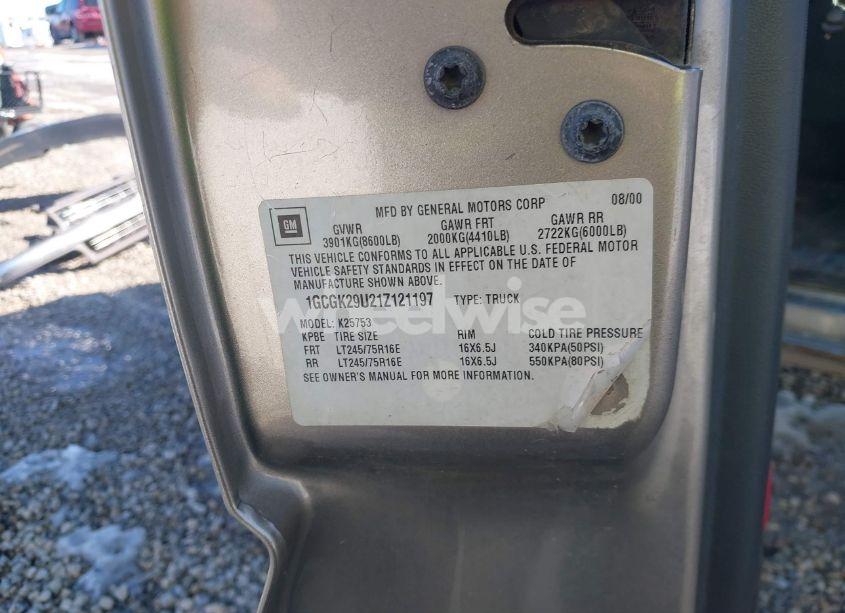 MFD BY GENERAL MOTORS CORP 08/00
GM
GVWR GAWR FRT GAWR RR
3901KG(8600LB) 2000KG(4410LB) 2722KG(6000LB)
THIS VEHICLE CONFORMS TO ALL APPLICABLE U.S. FEDERAL MOTOR
VEHICLE SAFETY STANDARDS IN EFFECT ON THE DATE OF
MANUFACTURE SHOWN ABOVE.
1GCGK29U21Z121197 TYPE: TRUCK
wheelwise
MODEL: K25753
KPBE TIRE SIZE RIM COLD TIRE PRESSURE
FRT LT245/75R16E 16X6.5J 340KPA(50PSI)
RR LT245/75R16E 16X6.5J 550KPA(80PSI)
SEE OWNER'S MANUAL FOR MORE INFORMATION.